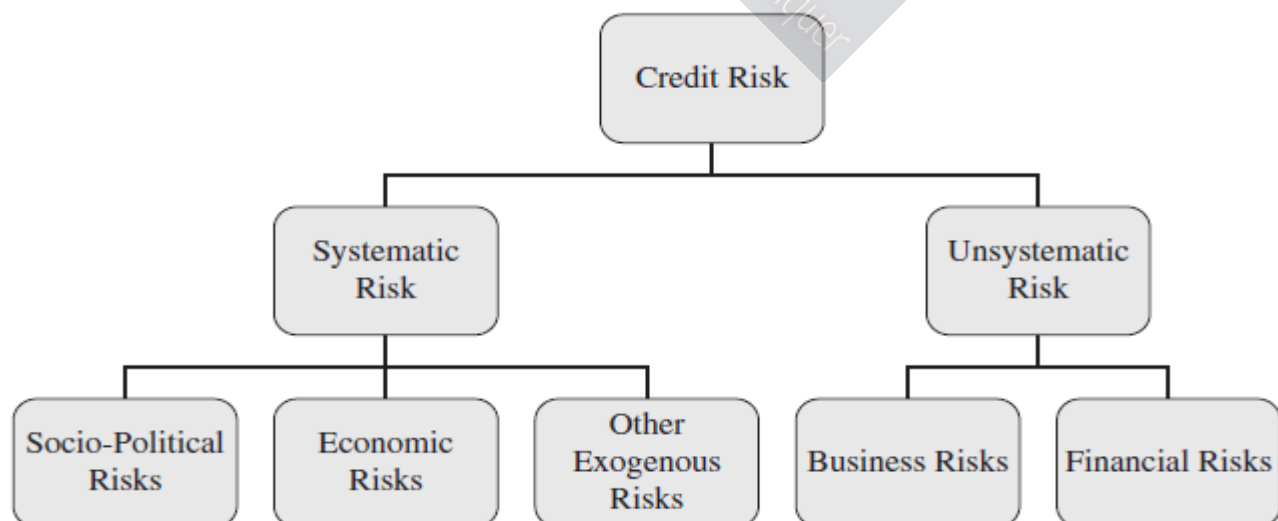 Credit Risk
Systematic
Risk
Unsystematic
Risk
Socio-Political
Risks
Economic
Risks
Other
Exogenous
Risks
Business Risks
Financial Risks